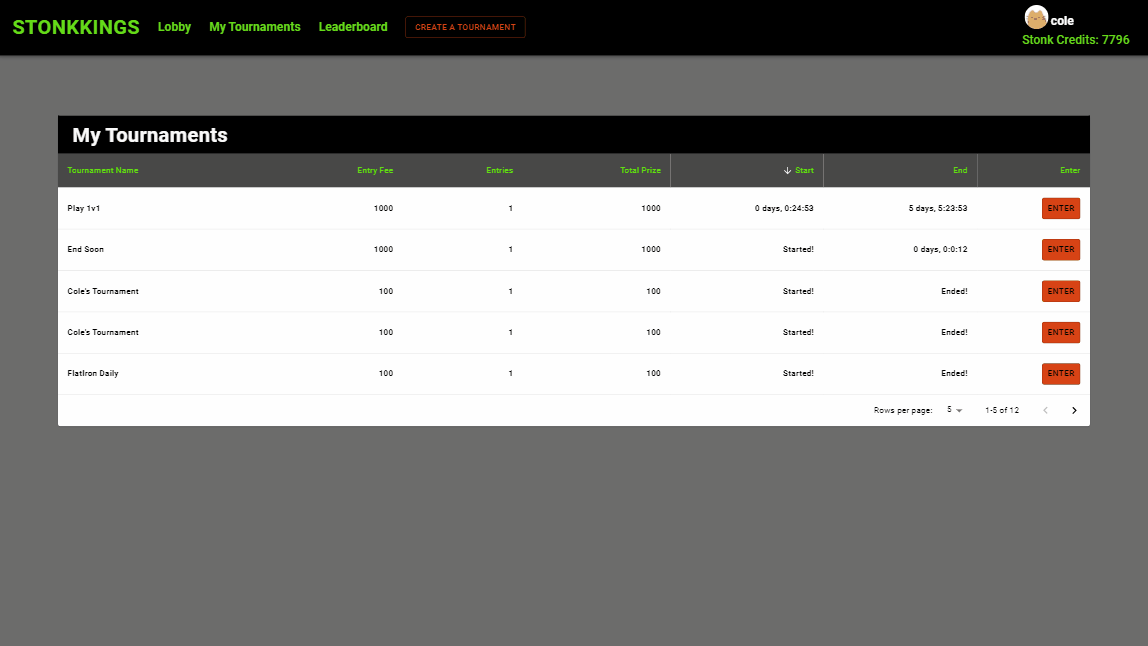 STONKKINGS Lobby My Tournaments Leaderboard CREATE A TOURNAMENT cole
Stonk Credits: 7796
My Tournaments
Tournament Name Entry Fee Entries Total Prize Start End Enter
Play 1v1 1000 1 1000 0 days, 0:24:53 5 days, 5:23:53 ENTER
End Soon 1000 1 1000 Started! 0 days, 0:0:12 ENTER
Cole's Tournament 100 1 100 Started! Ended! ENTER
Cole's Tournament 100 1 100 Started! Ended! ENTER
FlatIron Daily 100 1 100 Started! Ended! ENTER
Rows per page: 5 1-5 of 12